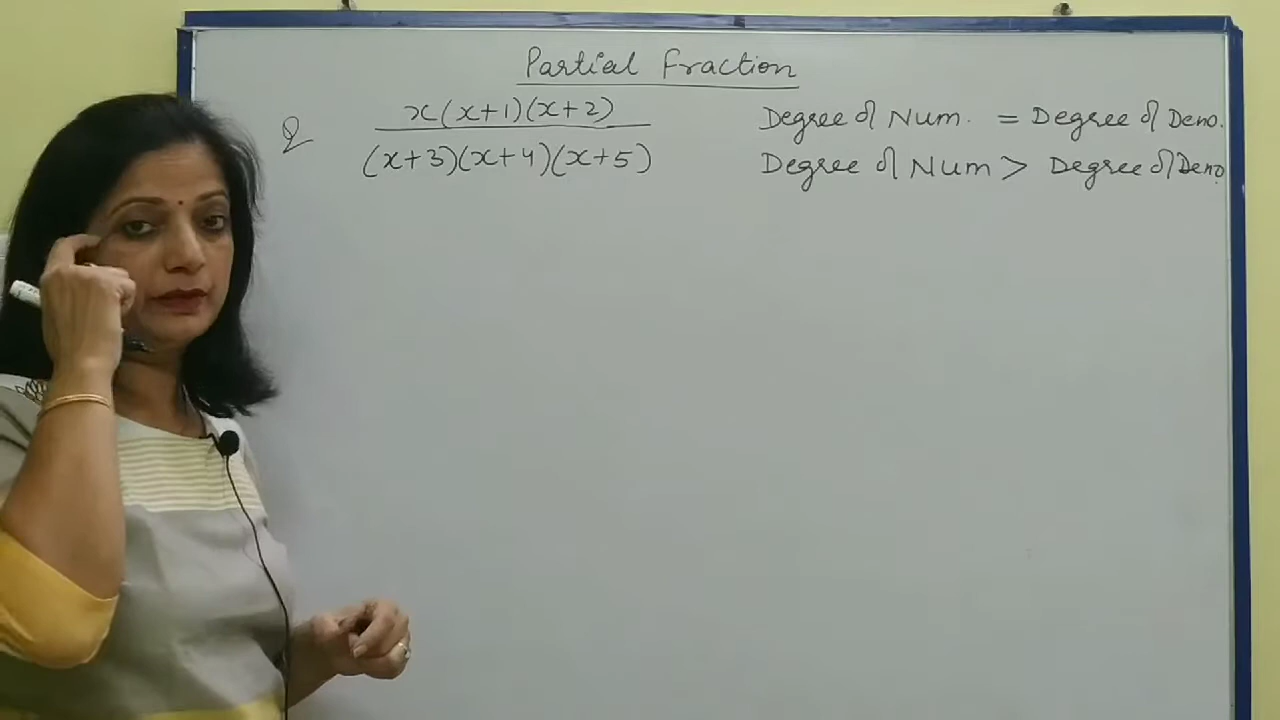 Partial Fraction
Q x(x+1)(x+2) Degree of Num. = Degree of Deno.
(x+3)(x+4)(x+5) Degree of Num > Degree of Deno.